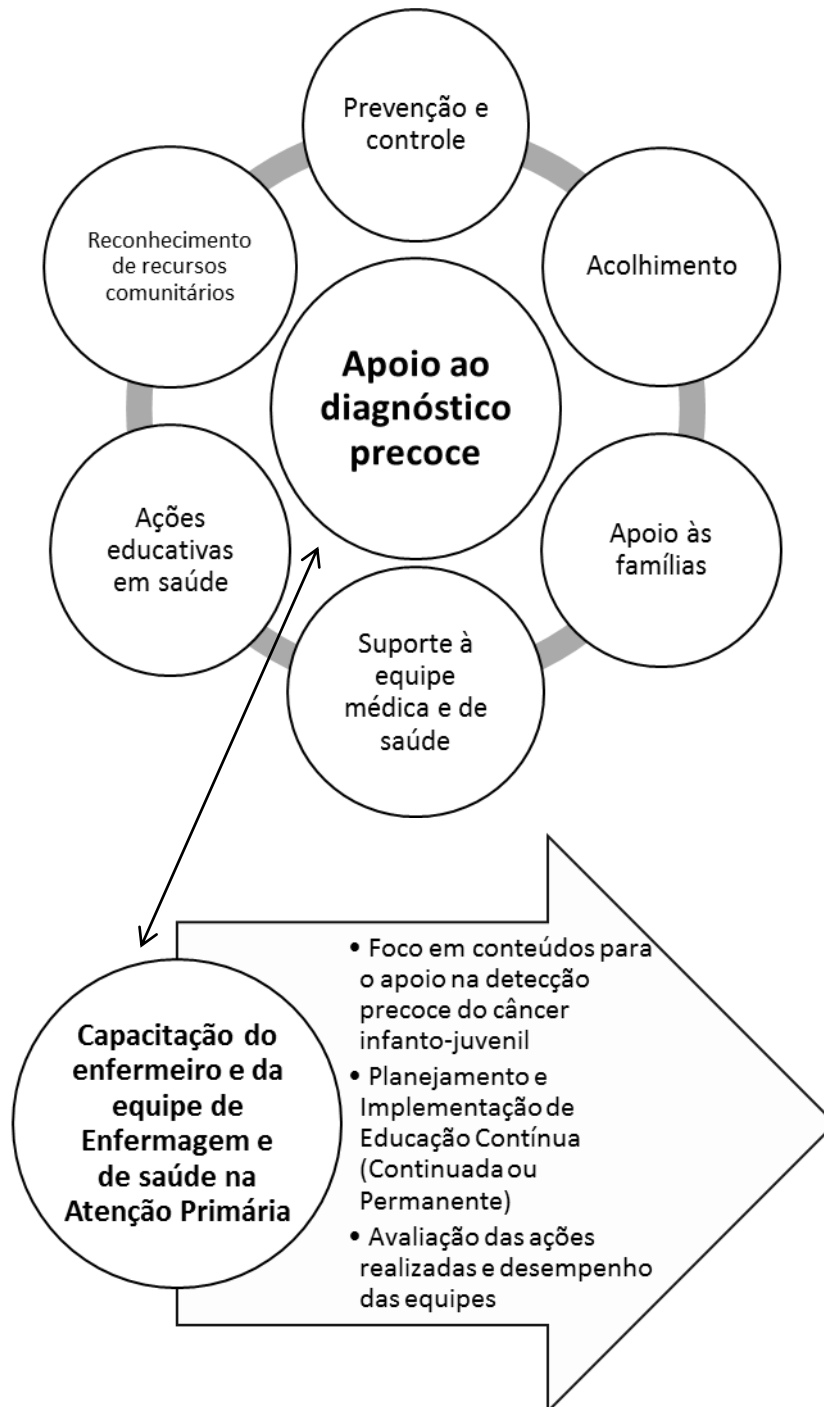 Prevenção e
controle
Acolhimento
Apoio às
famílias
Suporte à
equipe
médica e de
saúde
Ações
educativas
em saúde
Reconhecimento
de recursos
comunitários
Apoio ao
diagnóstico
precoce
Capacitação do
enfermeiro e da
equipe de
Enfermagem e
de saúde na
Atenção Primária
• Foco em conteúdos para
o apoio na detecção
precoce do câncer
infanto-juvenil
• Planejamento e
Implementação de
Educação Contínua
(Continuada ou
Permanente)
• Avaliação das ações
realizadas e desempenho
das equipes